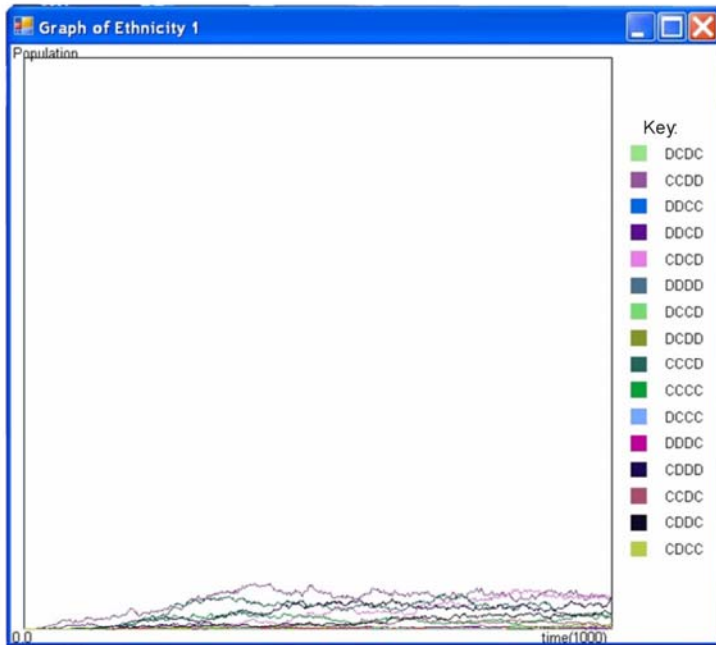 Graph of Ethnicity 1
Population
Key:
DCDC
CCDD
DDCC
DDCD
CDCD
DDDD
DCCD
DCDD
CCCD
CCCC
DCCC
DDDC
CDDD
CCDC
CDDC
CDCC
0.0
time(1000)